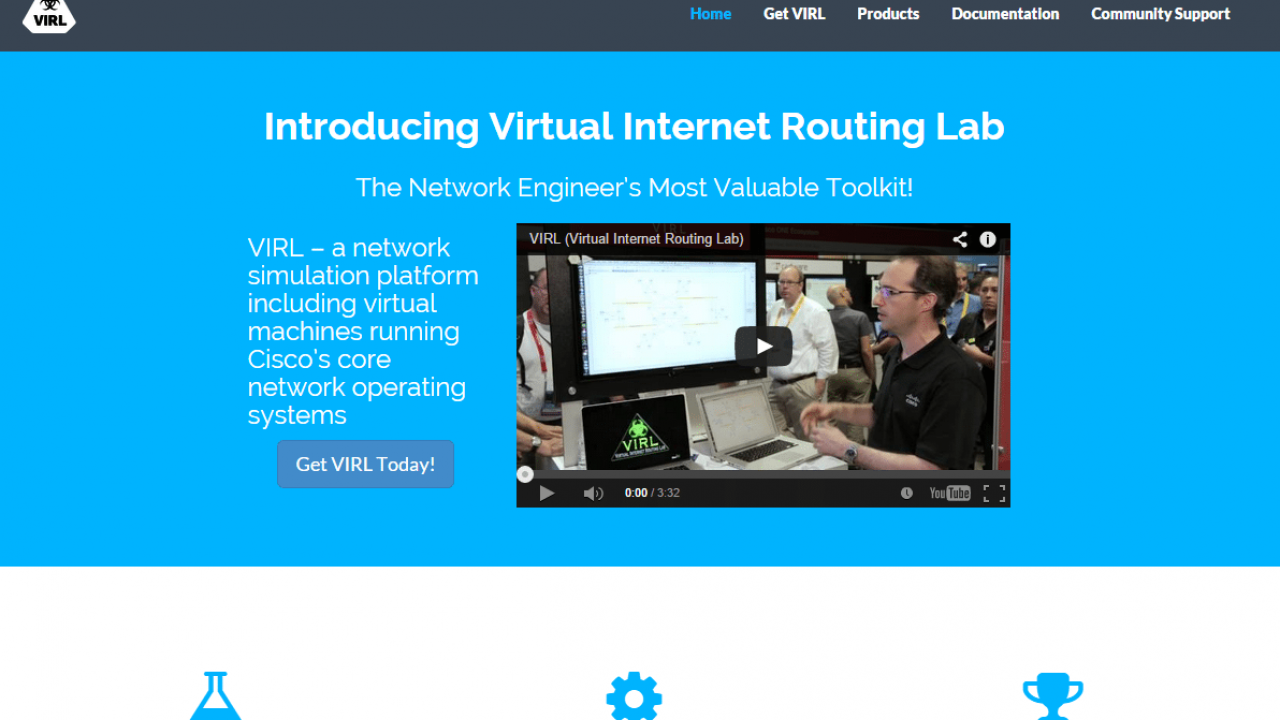 VIRL
Home
Get VIRL
Products
Documentation
Community Support
Introducing Virtual Internet Routing Lab
The Network Engineer's Most Valuable Toolkit!
VIRL – a network
simulation platform
including virtual
machines running
Cisco's core
network operating
systems
Get VIRL Today!
VIRL (Virtual Internet Routing Lab)
VIRL
VIRTUAL INTERNET ROUTING LAB
CISCO
0:00 / 3:32
YouTube